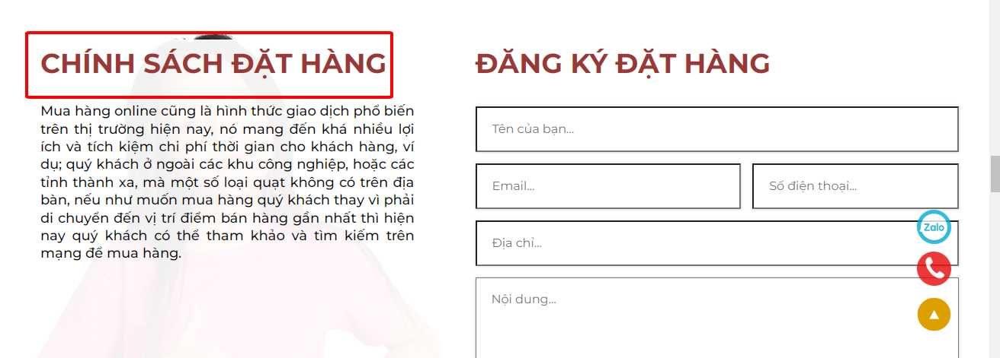 CHÍNH SÁCH ĐẶT HÀNG
Mua hàng online cũng là hình thức giao dịch phổ biến
trên thị trường hiện nay, nó mang đến khá nhiều lợi
ích và tích kiệm chi phí thời gian cho khách hàng, ví
dụ; quý khách ở ngoài các khu công nghiệp, hoặc các
tỉnh thành xa, mà một số loại quạt không có trên địa
bàn, nếu như muốn mua hàng quý khách thay vì phải
di chuyển đến vị trí điểm bán hàng gần nhất thì hiện
nay quý khách có thể tham khảo và tìm kiếm trên
mạng để mua hàng.
ĐĂNG KÝ ĐẶT HÀNG
Tên của bạn...
Email...
Số điện thoại...
Địa chỉ...
Nội dung...
Zalo